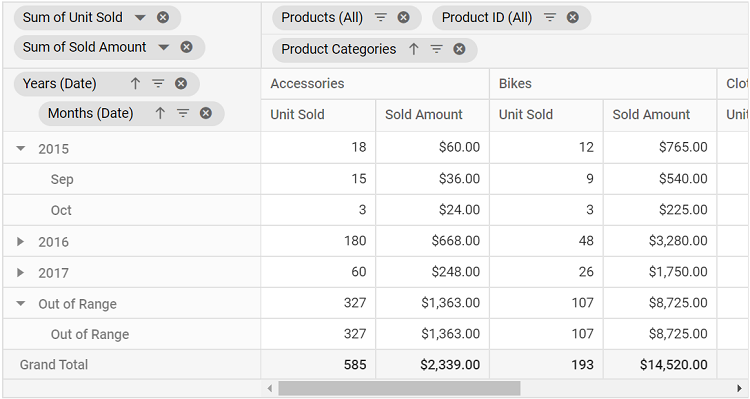 Sum of Unit Sold
Products (All) Product ID (All)
Sum of Sold Amount
Product Categories
Years (Date) Accessories Bikes Clo
Months (Date) Unit Sold Sold Amount Unit Sold Sold Amount Unit
2015 18 $60.00 12 $765.00
Sep 15 $36.00 9 $540.00
Oct 3 $24.00 3 $225.00
2016 180 $668.00 48 $3,280.00
2017 60 $248.00 26 $1,750.00
Out of Range 327 $1,363.00 107 $8,725.00
Out of Range 327 $1,363.00 107 $8,725.00
Grand Total 585 $2,339.00 193 $14,520.00